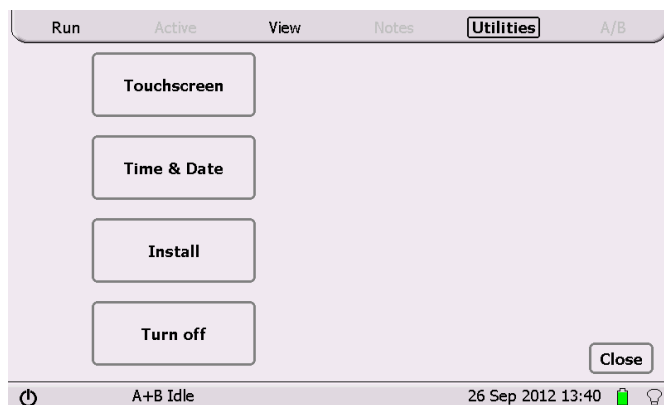 Run Active View Notes Utilities A/B
Touchscreen
Time & Date
Install
Turn off
Close
A+B Idle 26 Sep 2012 13:40